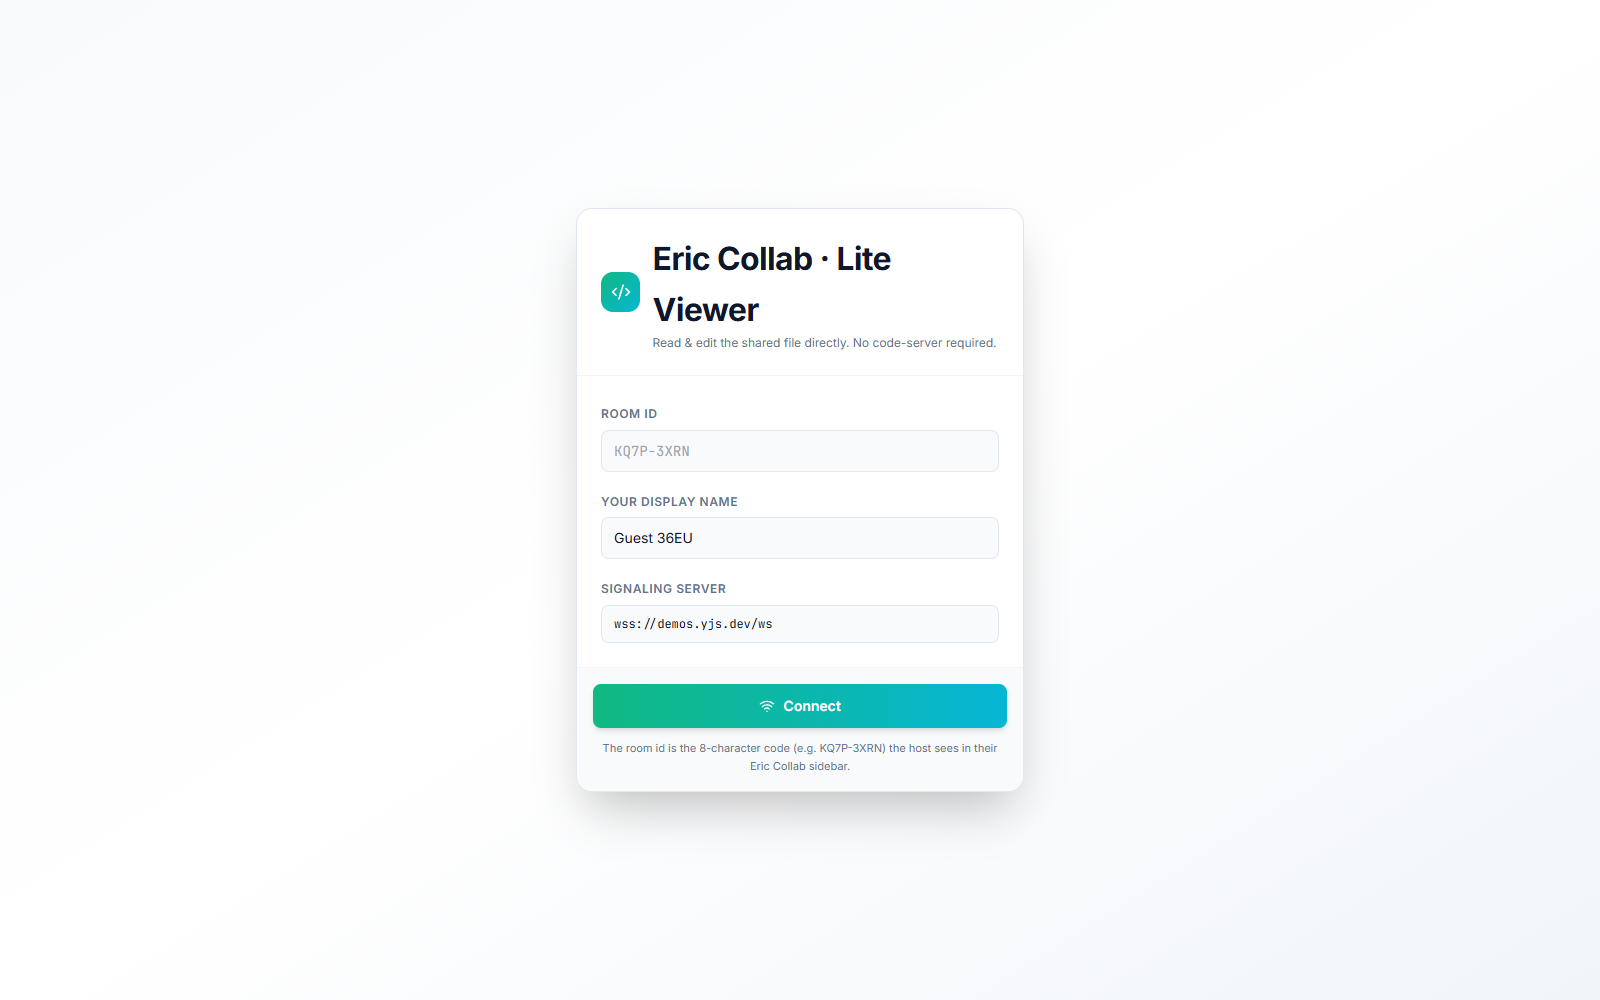 Eric Collab · Lite
Viewer
Read & edit the shared file directly. No code-server required.
ROOM ID
KQ7P-3XRN
YOUR DISPLAY NAME
Guest 36EU
SIGNALING SERVER
wss://demos.yjs.dev/ws
Connect
The room id is the 8-character code (e.g. KQ7P-3XRN) the host sees in their
Eric Collab sidebar.